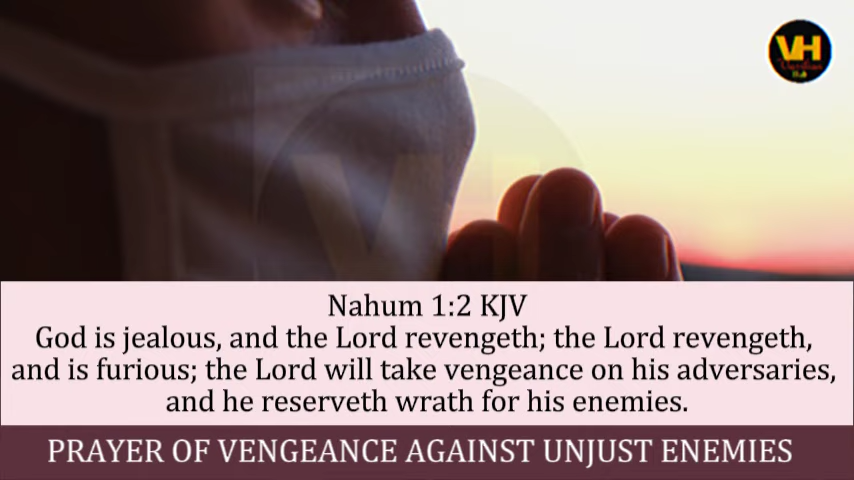 VH
Nahum 1:2 KJV
God is jealous, and the Lord revengeth; the Lord revengeth,
and is furious; the Lord will take vengeance on his adversaries,
and he reserveth wrath for his enemies.
PRAYER OF VENGEANCE AGAINST UNJUST ENEMIES